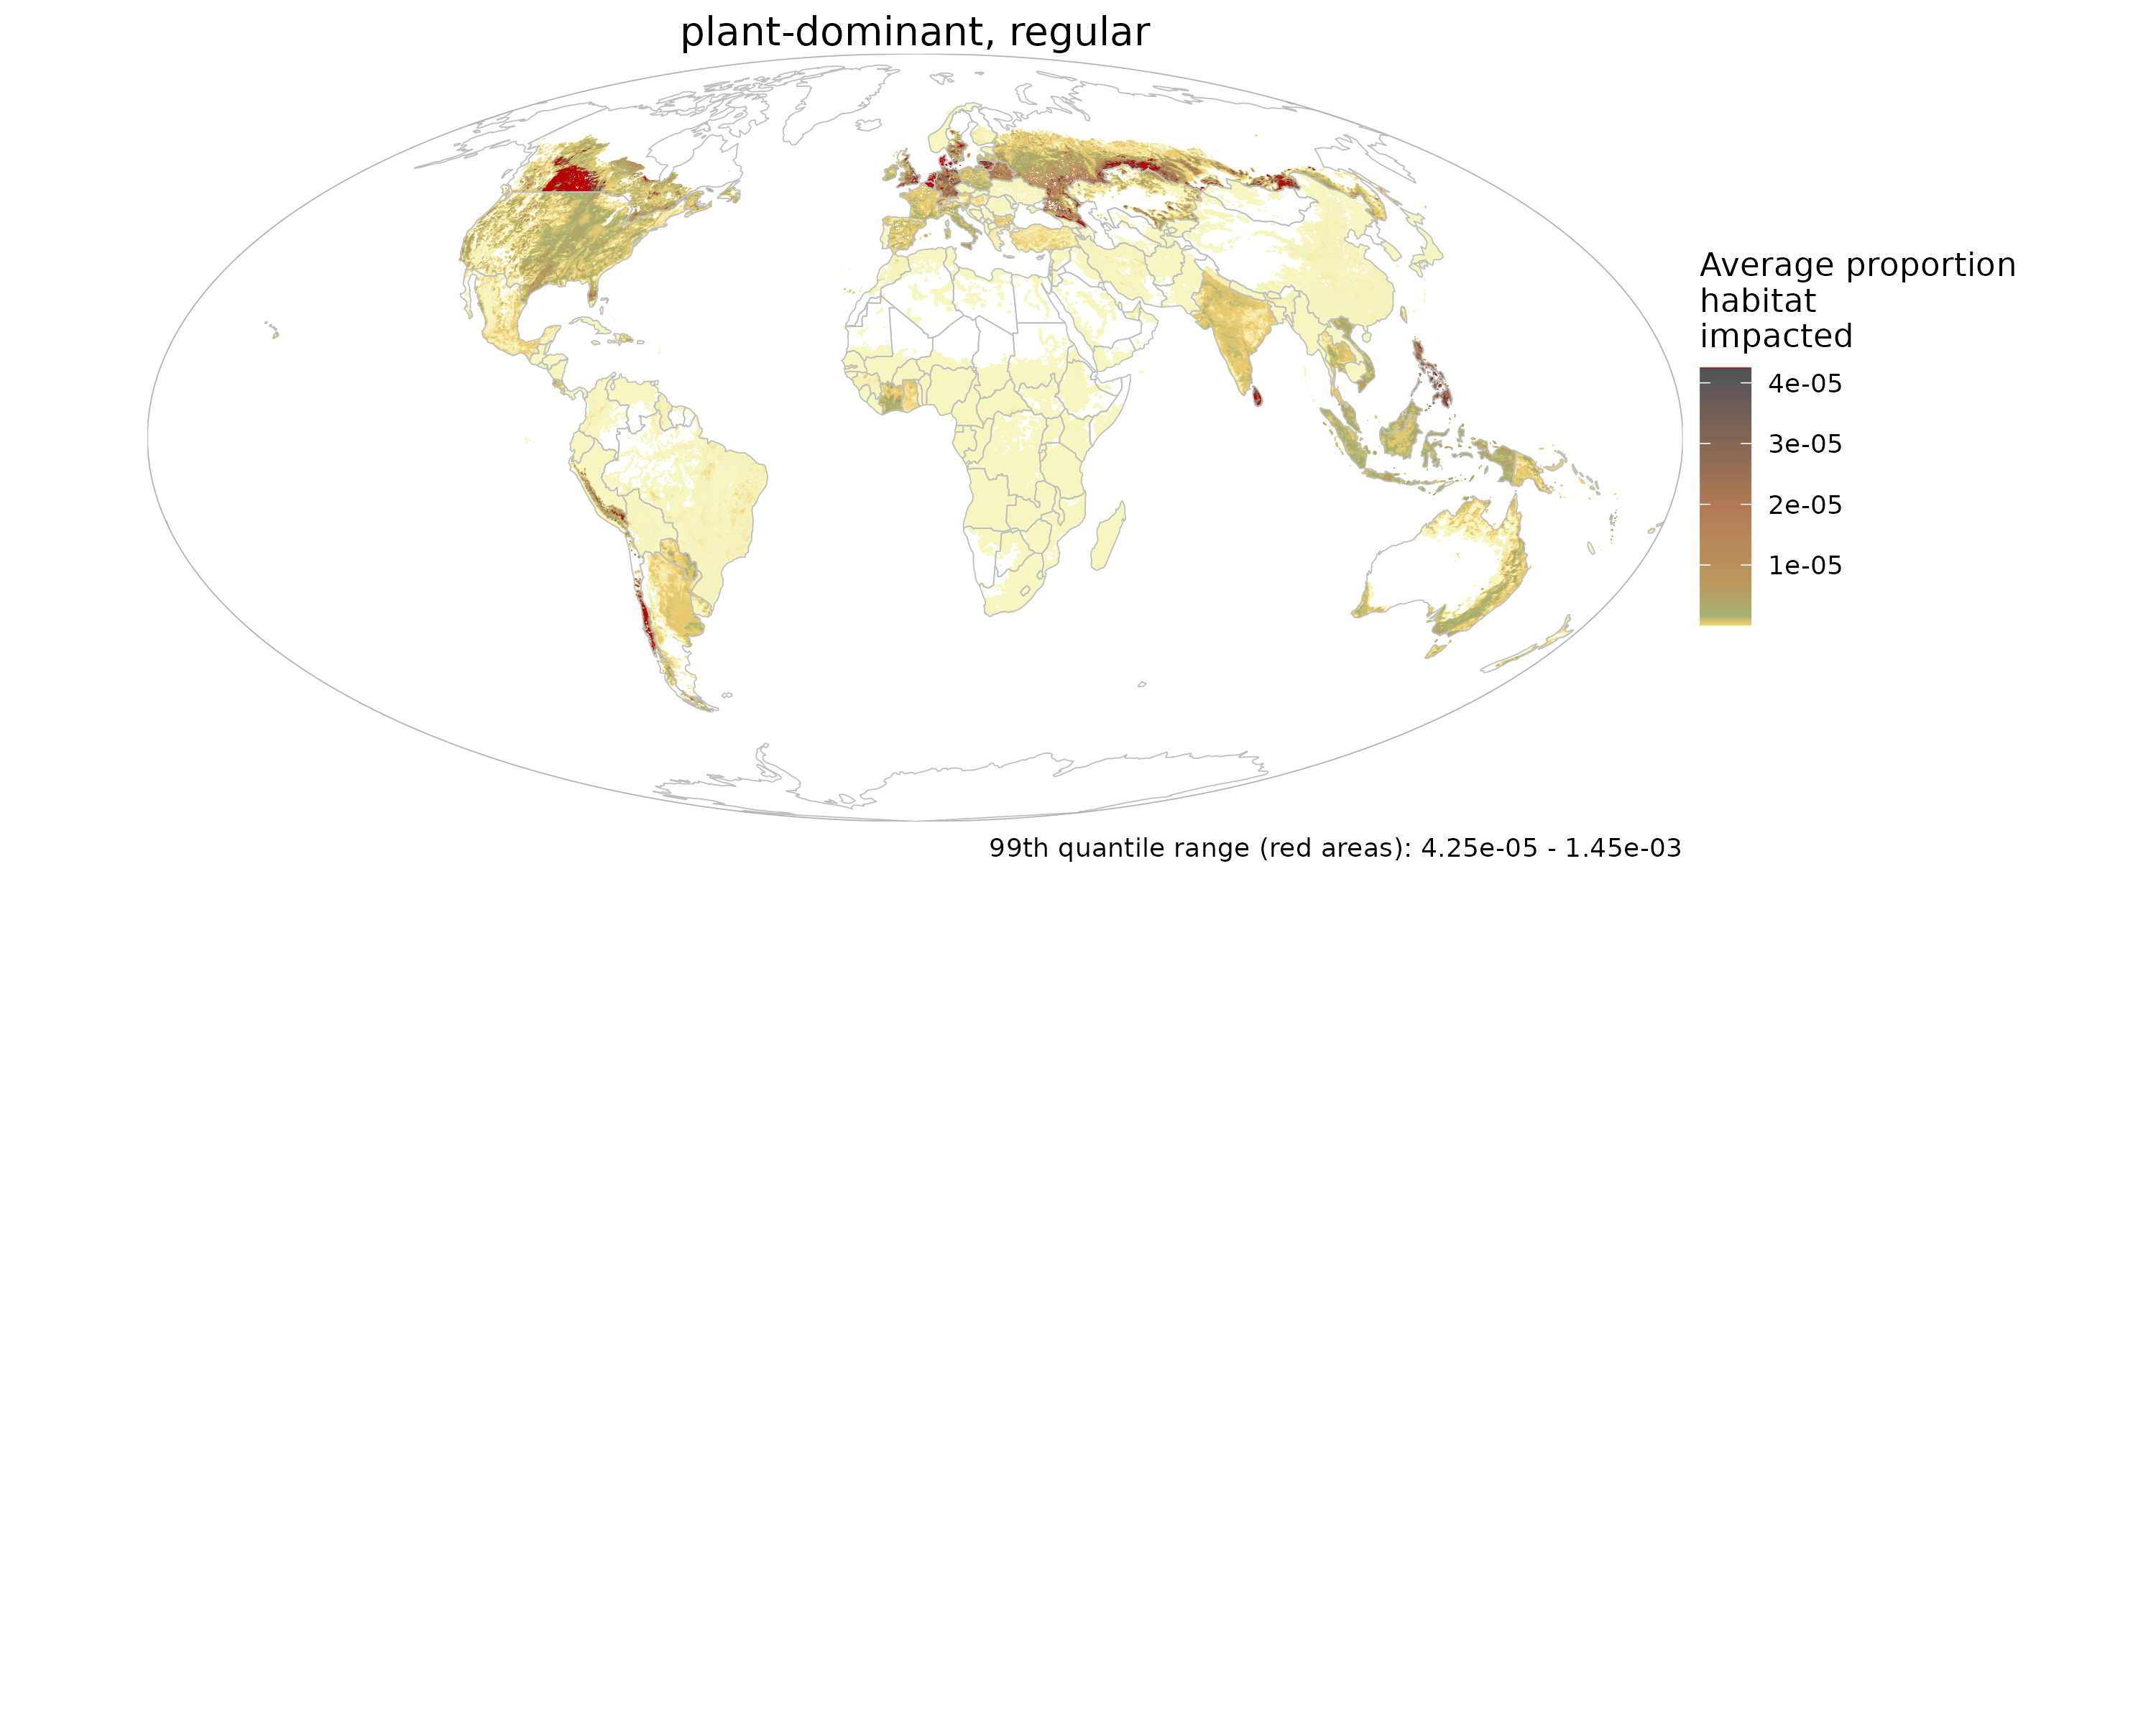 plant-dominant, regular
Average proportion
habitat
impacted
4e-05
3e-05
2e-05
1e-05
99th quantile range (red areas): 4.25e-05 - 1.45e-03